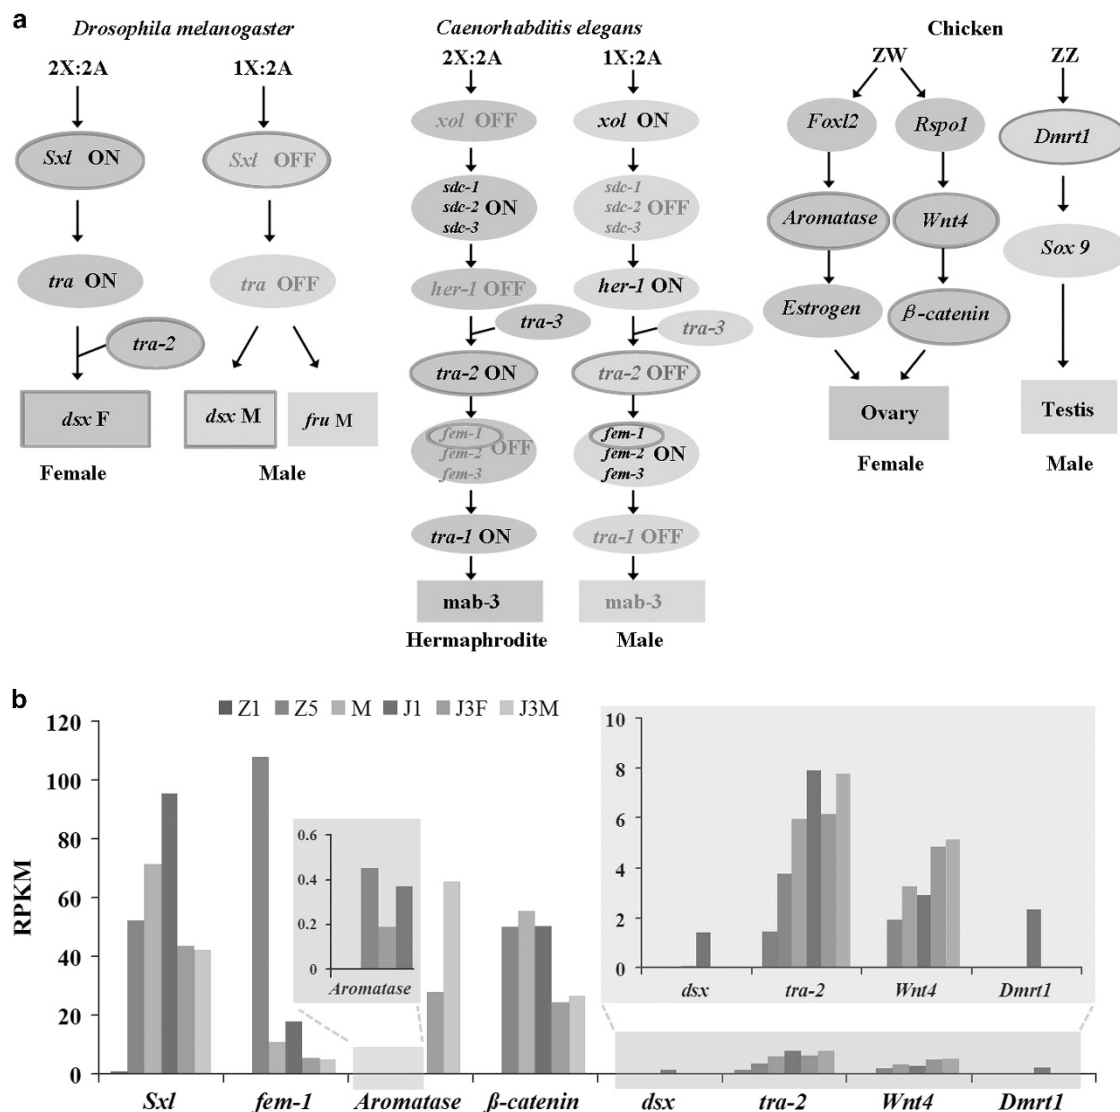 a
Drosophila melanogaster
2X:2A 1X:2A
Sxl ON Sxl OFF
tra ON tra OFF
tra-2
dsx F dsx M fru M
Female Male
Caenorhabditis elegans
2X:2A 1X:2A
xol OFF xol ON
sdc-1 sdc-1
sdc-2 ON sdc-2 OFF
sdc-3 sdc-3
her-1 OFF her-1 ON
tra-3 tra-3
tra-2 ON tra-2 OFF
fem-1 fem-1
fem-2 OFF fem-2 ON
fem-3 fem-3
tra-1 ON tra-1 OFF
mab-3 mab-3
Hermaphrodite Male
Chicken
ZW ZZ
Foxl2 Rspo1 Dmrt1
Aromatase Wnt4 Sox 9
Estrogen β-catenin
Ovary Testis
Female Male
b
Z1 Z5 M J1 J3F J3M
RPKM
120
100
80
60
40
20
0
0.6
0.4
0.2
0
Aromatase
10
8
6
4
2
0
dsx tra-2 Wnt4 Dmrt1
Sxl fem-1 Aromatase β-catenin dsx tra-2 Wnt4 Dmrt1